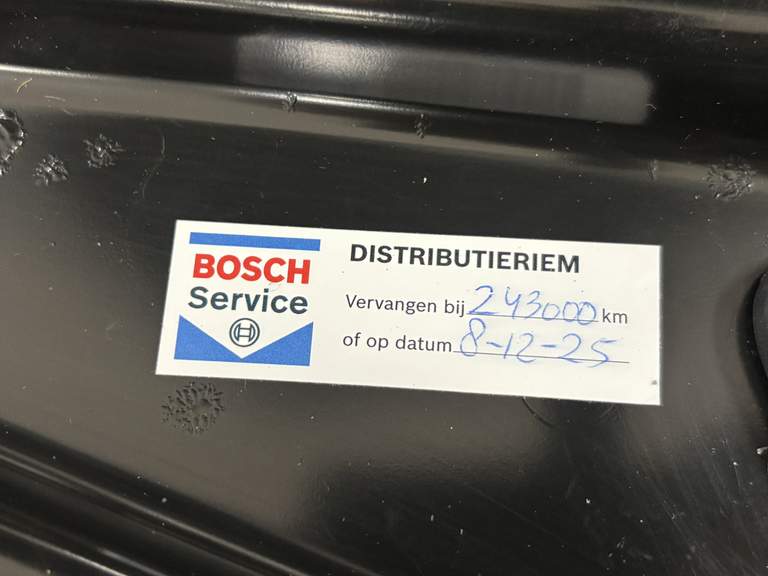 BOSCH
Service
DISTRIBUTIERIEM
Vervangen bij 243000 km
of op datum 8-12-25